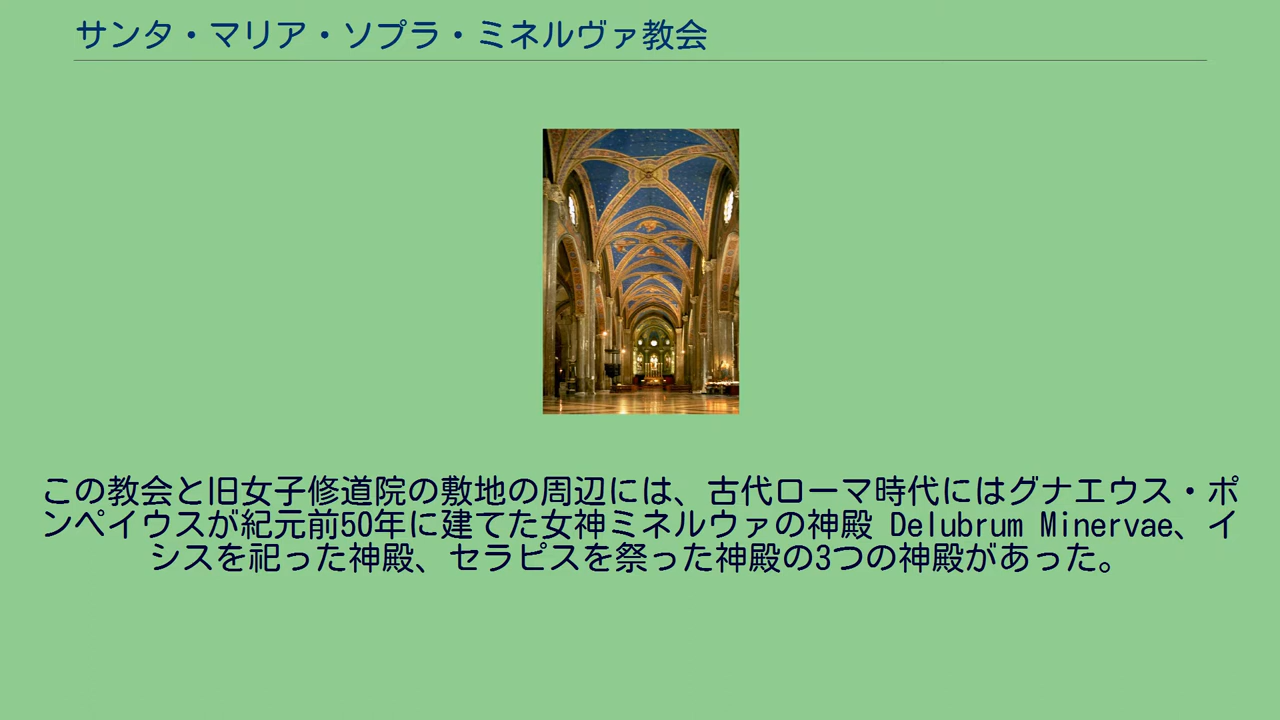 サンタ・マリア・ソプラ・ミネルヴァ教会
この教会と旧女子修道院の敷地の周辺には、古代ローマ時代にはグナエウス・ポ
ンペイウスが紀元前50年に建てた女神ミネルウァの神殿 Delubrum Minervae、イ
シスを祀った神殿、セラピスを祭った神殿の3つの神殿があった。